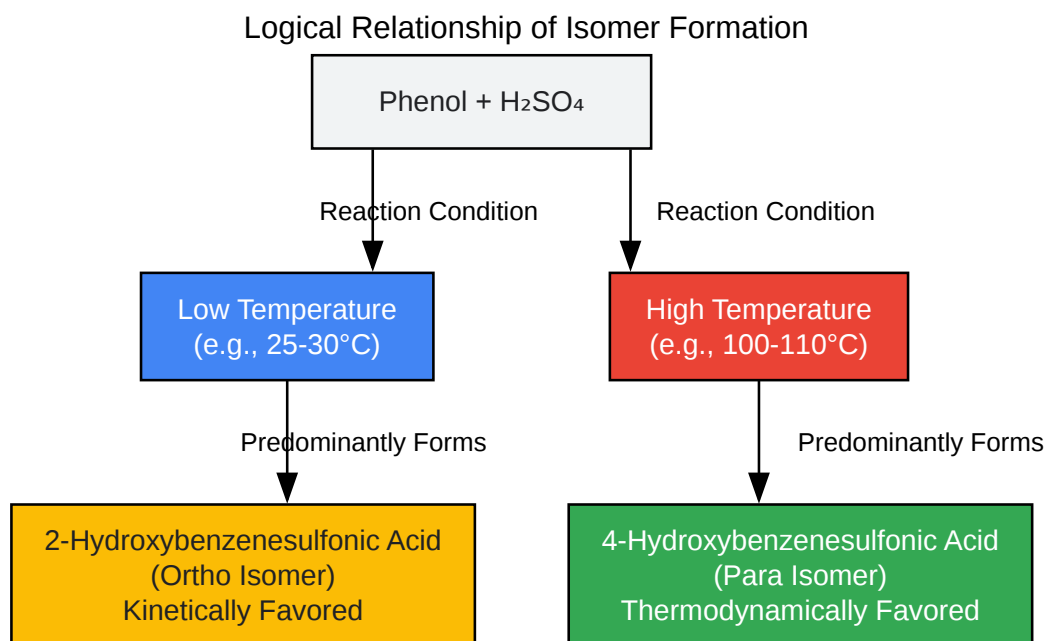 Logical Relationship of Isomer Formation
Phenol + H₂SO₄
Reaction Condition
Reaction Condition
Low Temperature
(e.g., 25-30°C)
High Temperature
(e.g., 100-110°C)
Predominantly Forms
Predominantly Forms
2-Hydroxybenzenesulfonic Acid
(Ortho Isomer)
Kinetically Favored
4-Hydroxybenzenesulfonic Acid
(Para Isomer)
Thermodynamically Favored